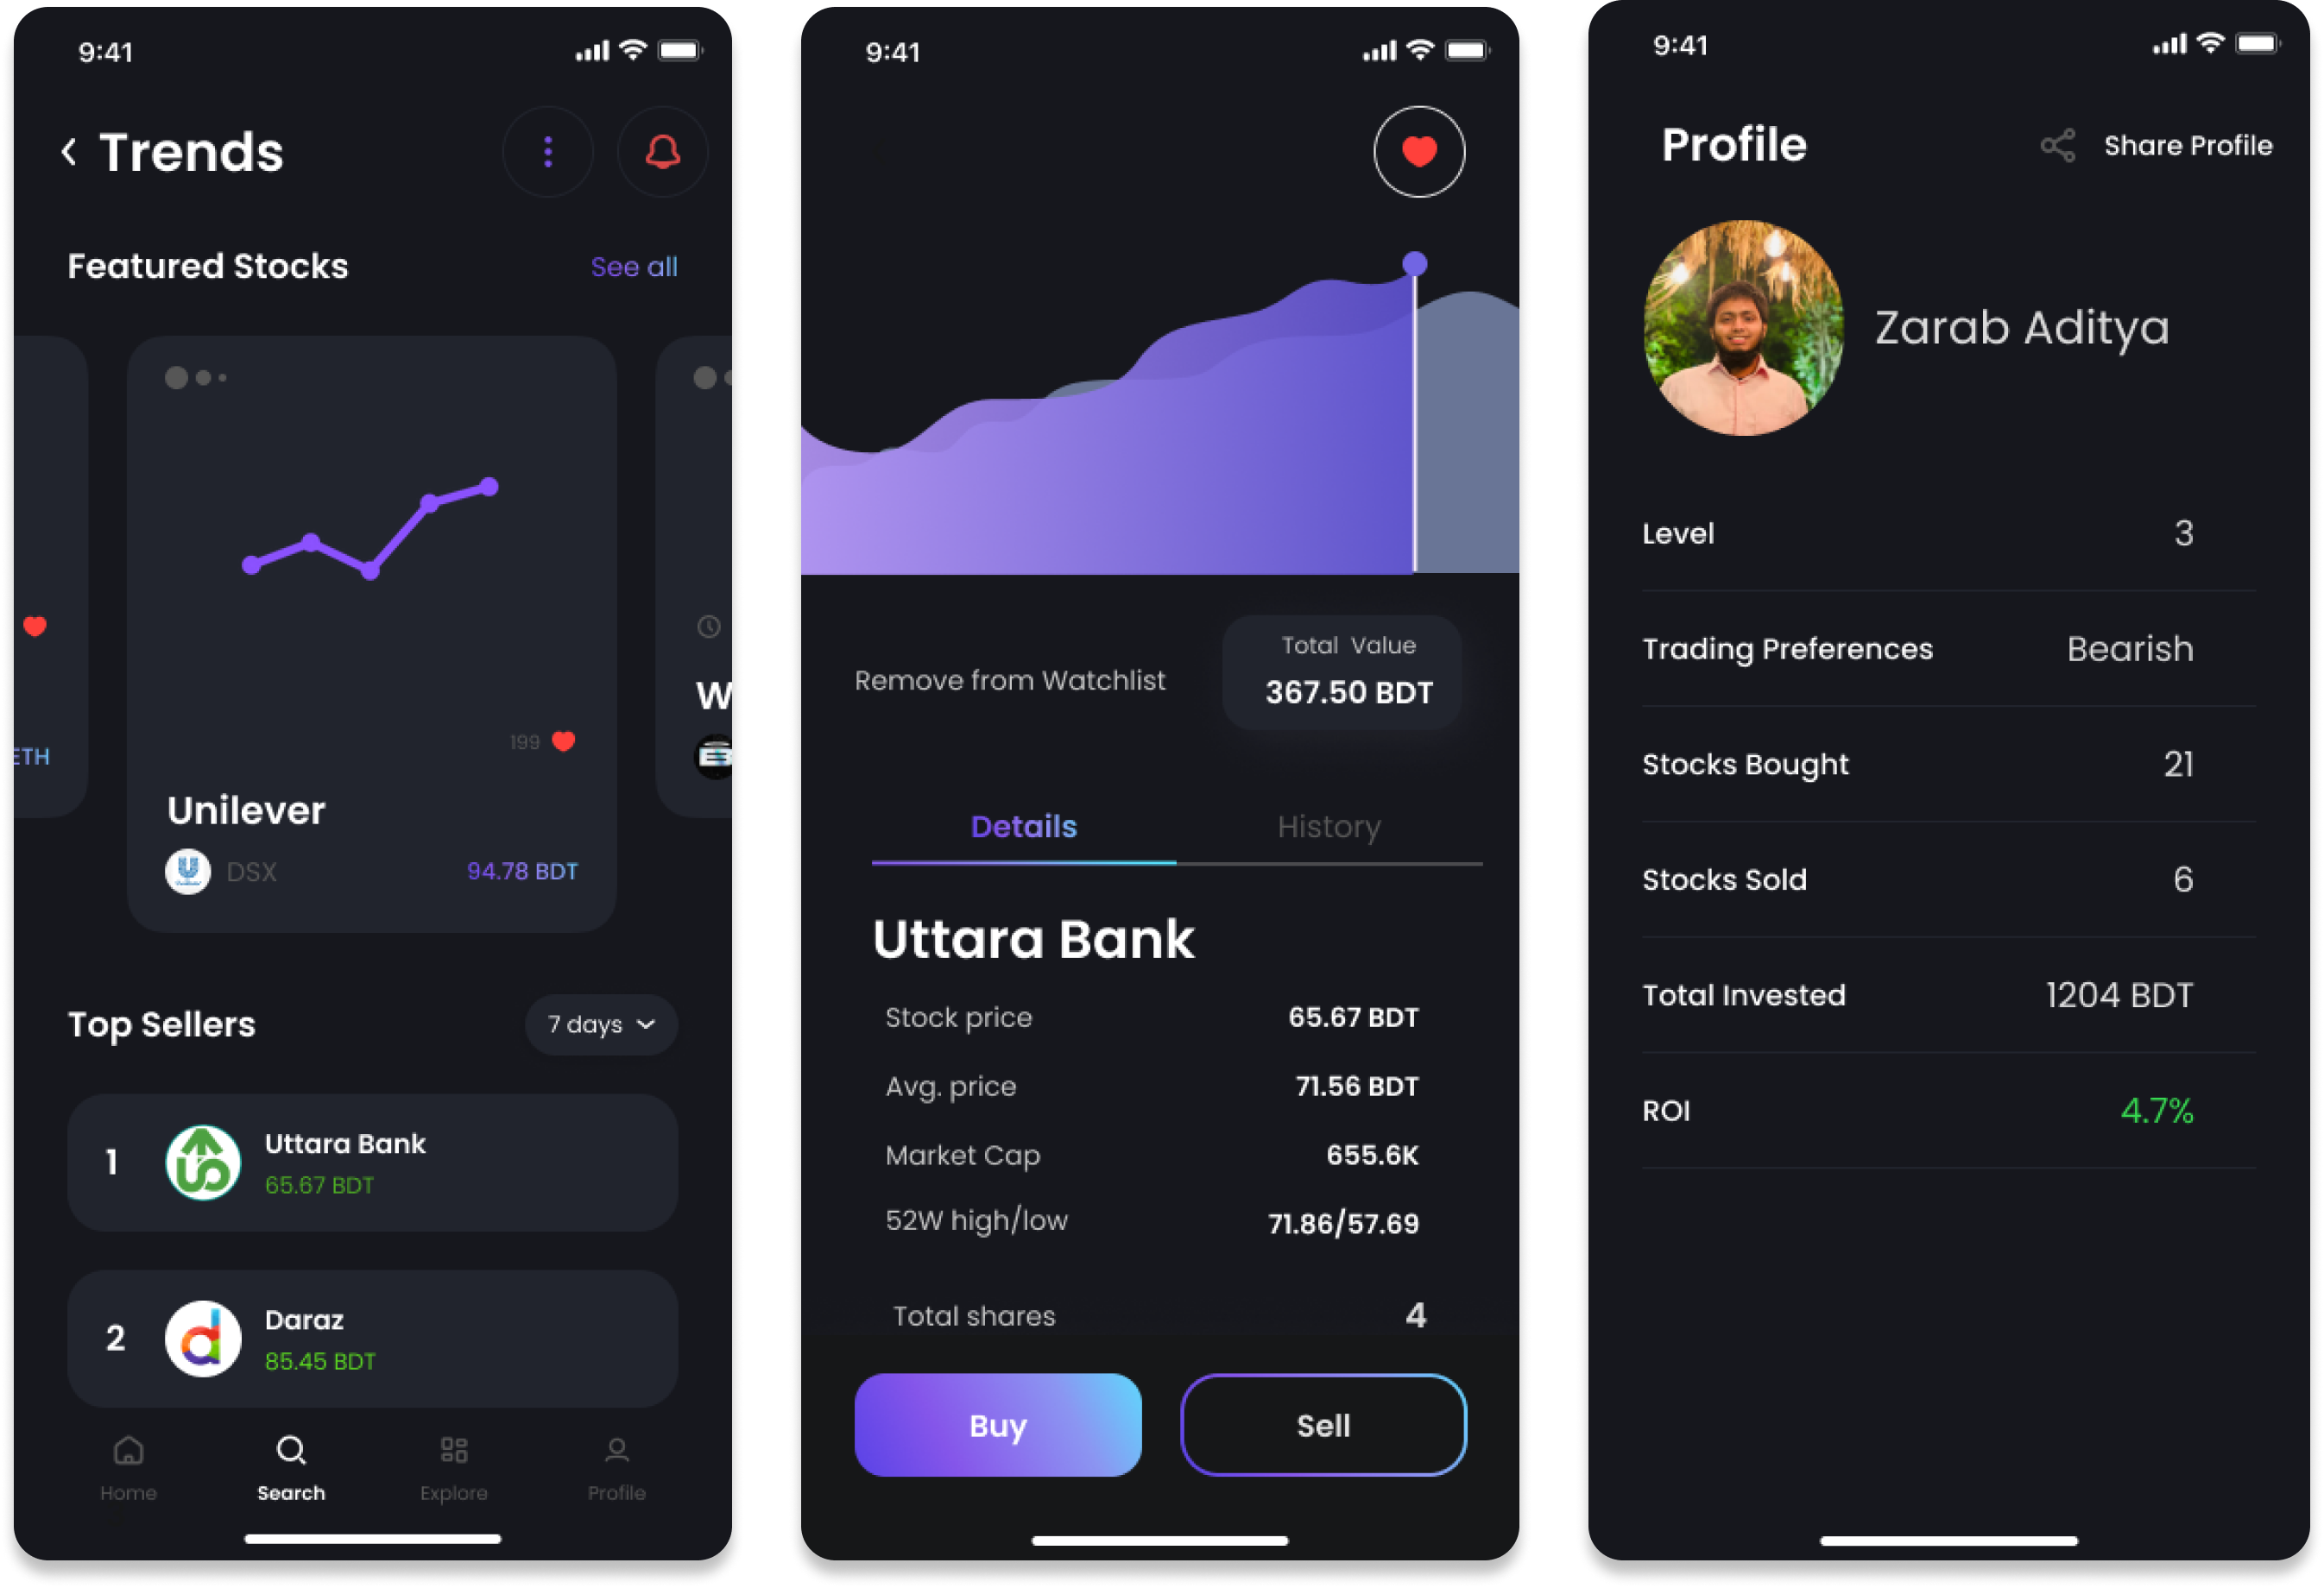 9:41
Trends
Featured Stocks
See all
ETH
199
Unilever
DSX
94.78 BDT
W
Top Sellers
7 days
1
Uttara Bank
65.67 BDT
2
Daraz
85.45 BDT
Home
Search
Explore
Profile
9:41
Total Value
367.50 BDT
Remove from Watchlist
Details
History
Uttara Bank
Stock price
65.67 BDT
Avg. price
71.56 BDT
Market Cap
655.6K
52W high/low
71.86/57.69
Total shares
4
Buy
Sell
9:41
Profile
Share Profile
Zarab Aditya
Level
3
Trading Preferences
Bearish
Stocks Bought
21
Stocks Sold
6
Total Invested
1204 BDT
ROI
4.7%